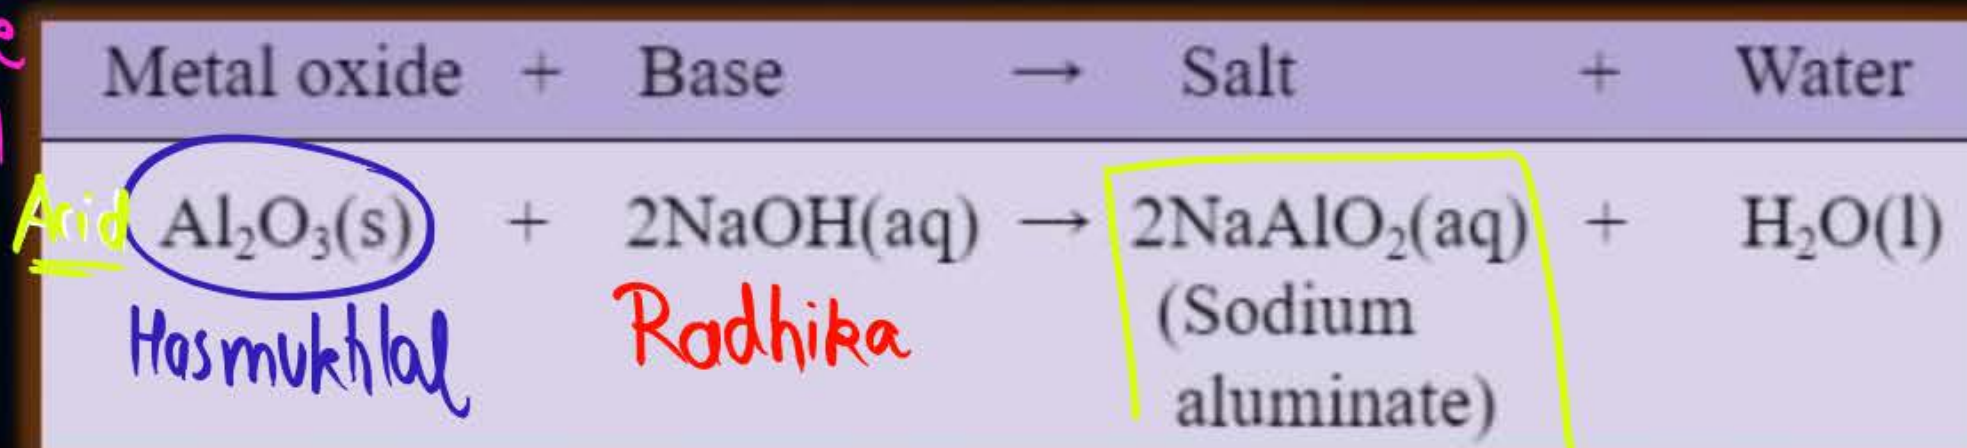 Metal oxide + Base → Salt + Water
Acid Al₂O₃(s) + 2NaOH(aq) → 2NaAlO₂(aq) + H₂O(l)
Hasmukhlal Radhika (Sodium
aluminate)